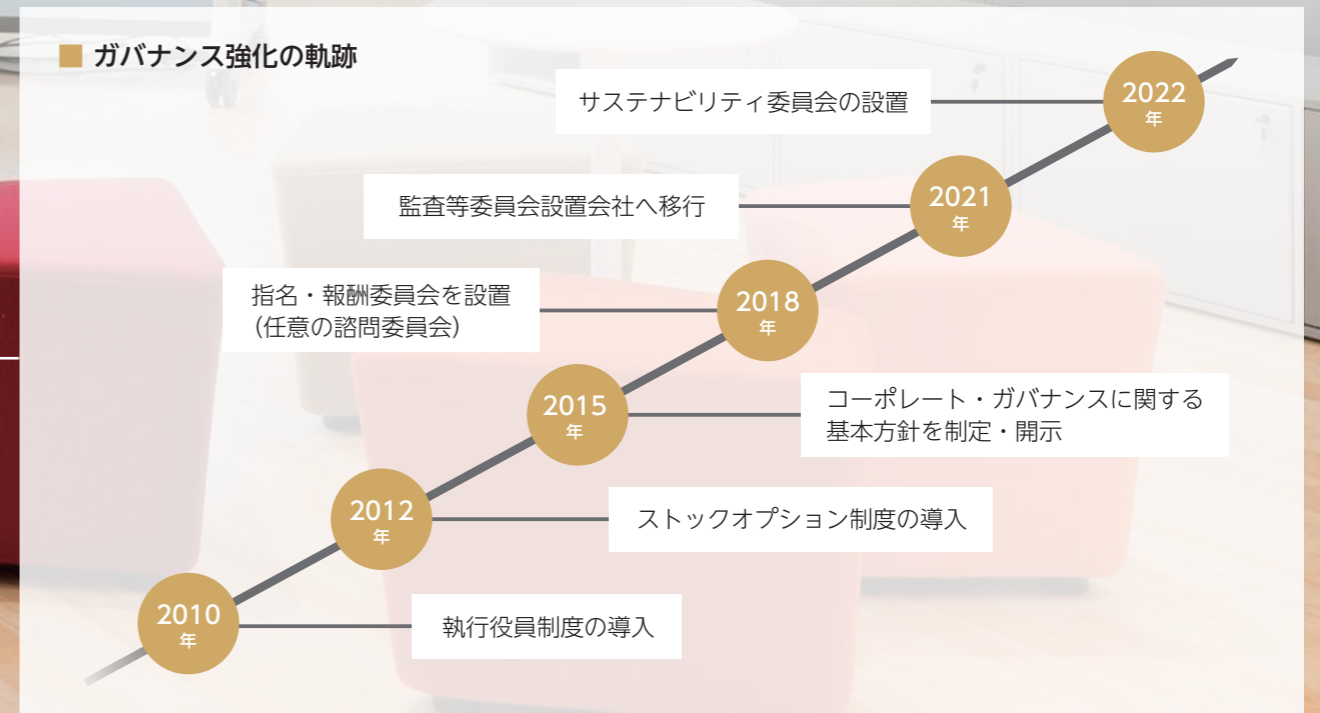 ガバナンス強化の軌跡
サステナビリティ委員会の設置
2022
年
監査等委員会設置会社へ移行
2021
年
指名・報酬委員会を設置
(任意の諮問委員会)
2018
年
2015
年
コーポレート・ガバナンスに関する
基本方針を制定・開示
2012
年
ストックオプション制度の導入
2010
年
執行役員制度の導入